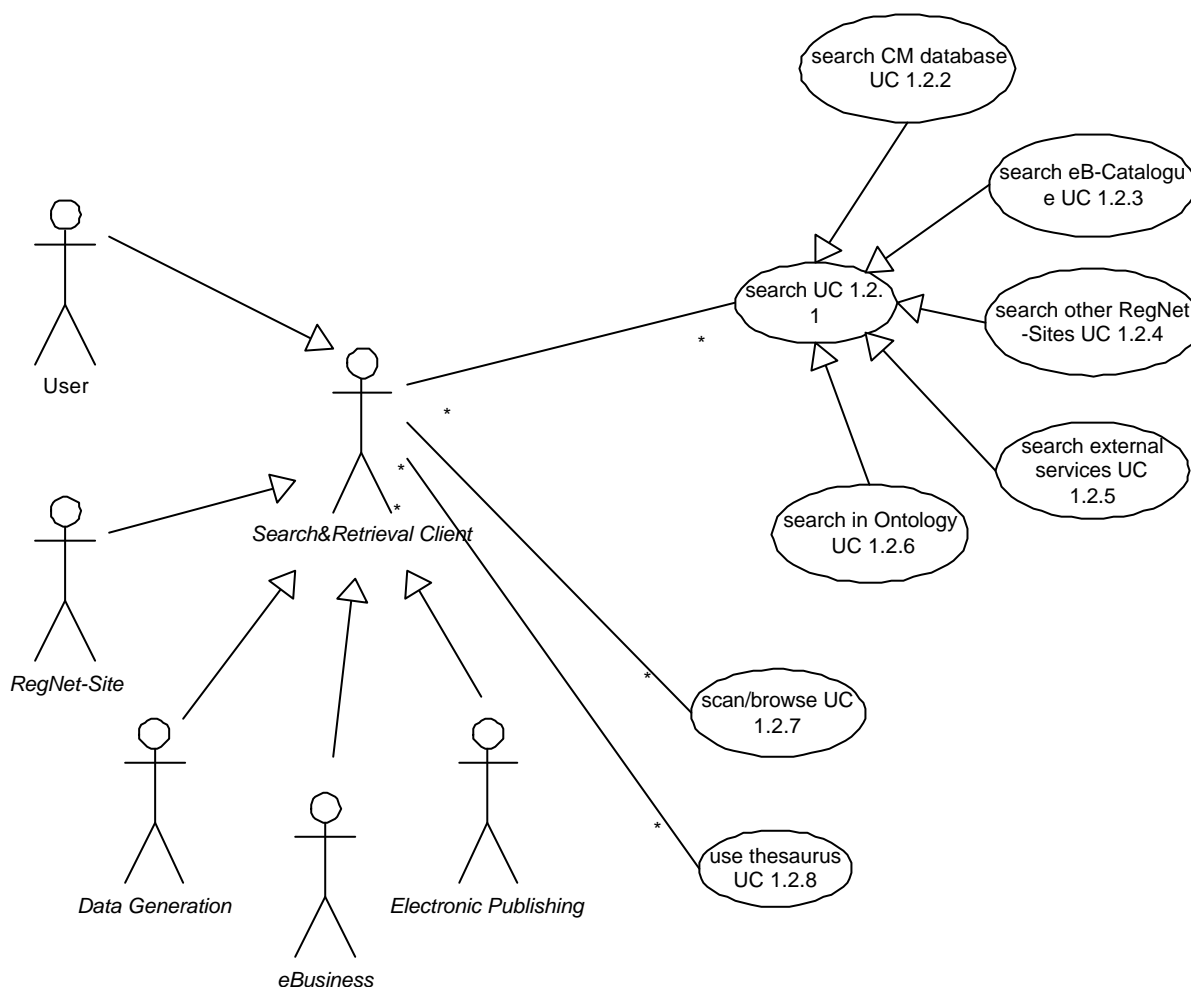 search CM database
UC 1.2.2
search eB-Catalogu
e UC 1.2.3
search UC 1.2.
1
search other RegNet
-Sites UC 1.2.4
User
*
*
search external
services UC
1.2.5
*
*
Search&Retrieval Client
search in Ontology
UC 1.2.6
RegNet-Site
*
scan/browse UC
1.2.7
*
use thesaurus
UC 1.2.8
Data Generation
Electronic Publishing
eBusiness